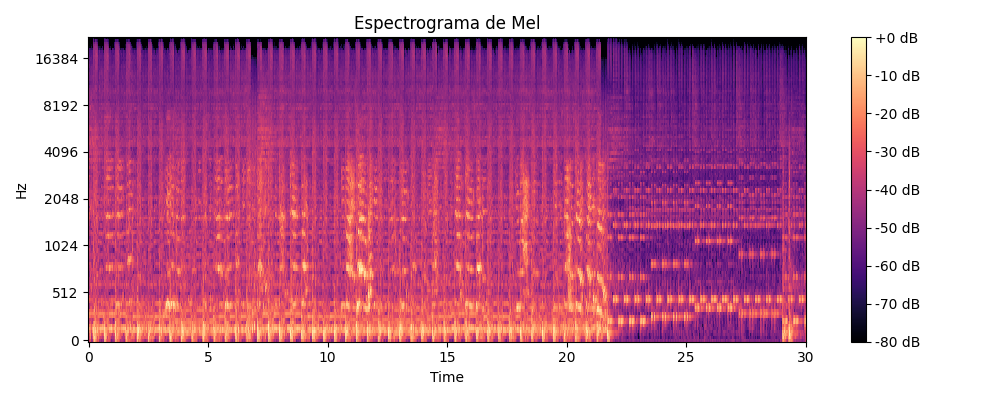 Espectrograma de Mel
Hz
16384
8192
4096
2048
1024
512
0
0 5 10 15 20 25 30
Time
+0 dB
-10 dB
-20 dB
-30 dB
-40 dB
-50 dB
-60 dB
-70 dB
-80 dB